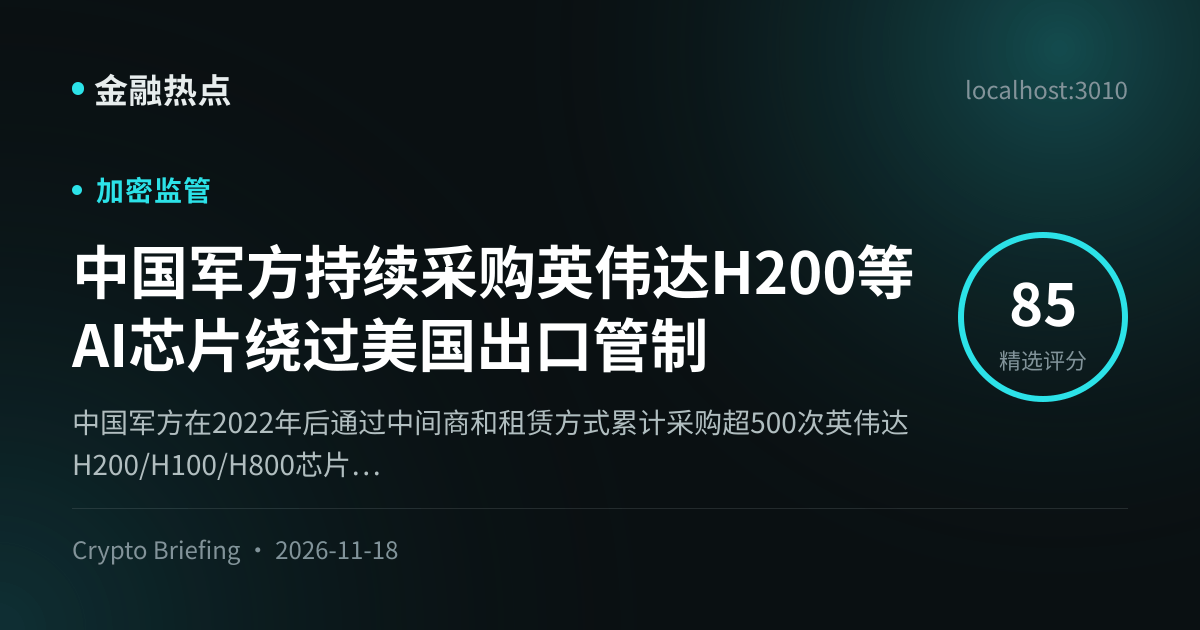 金融热点
localhost:3010
加密监管
中国军方持续采购英伟达H200等
AI芯片绕过美国出口管制
85
精选评分
中国军方在2022年后通过中间商和租赁方式累计采购超500次英伟达
H200/H100/H800芯片…
Crypto Briefing · 2026-11-18